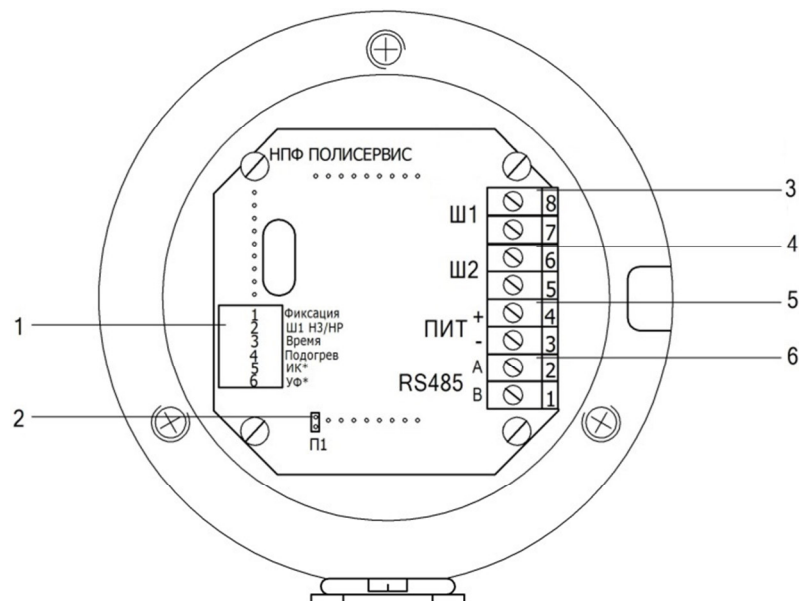 НПФ ПОЛИСЕРВИС
3
Ш1
8
7
4
Ш2
6
5
5
ПИТ
+
4
-
3
6
RS485
A
2
B
1
1
1 Фиксация
2 Ш1 НЗ/НР
3 Время
4 Подогрев
5 ИК*
6 УФ*
2
П1